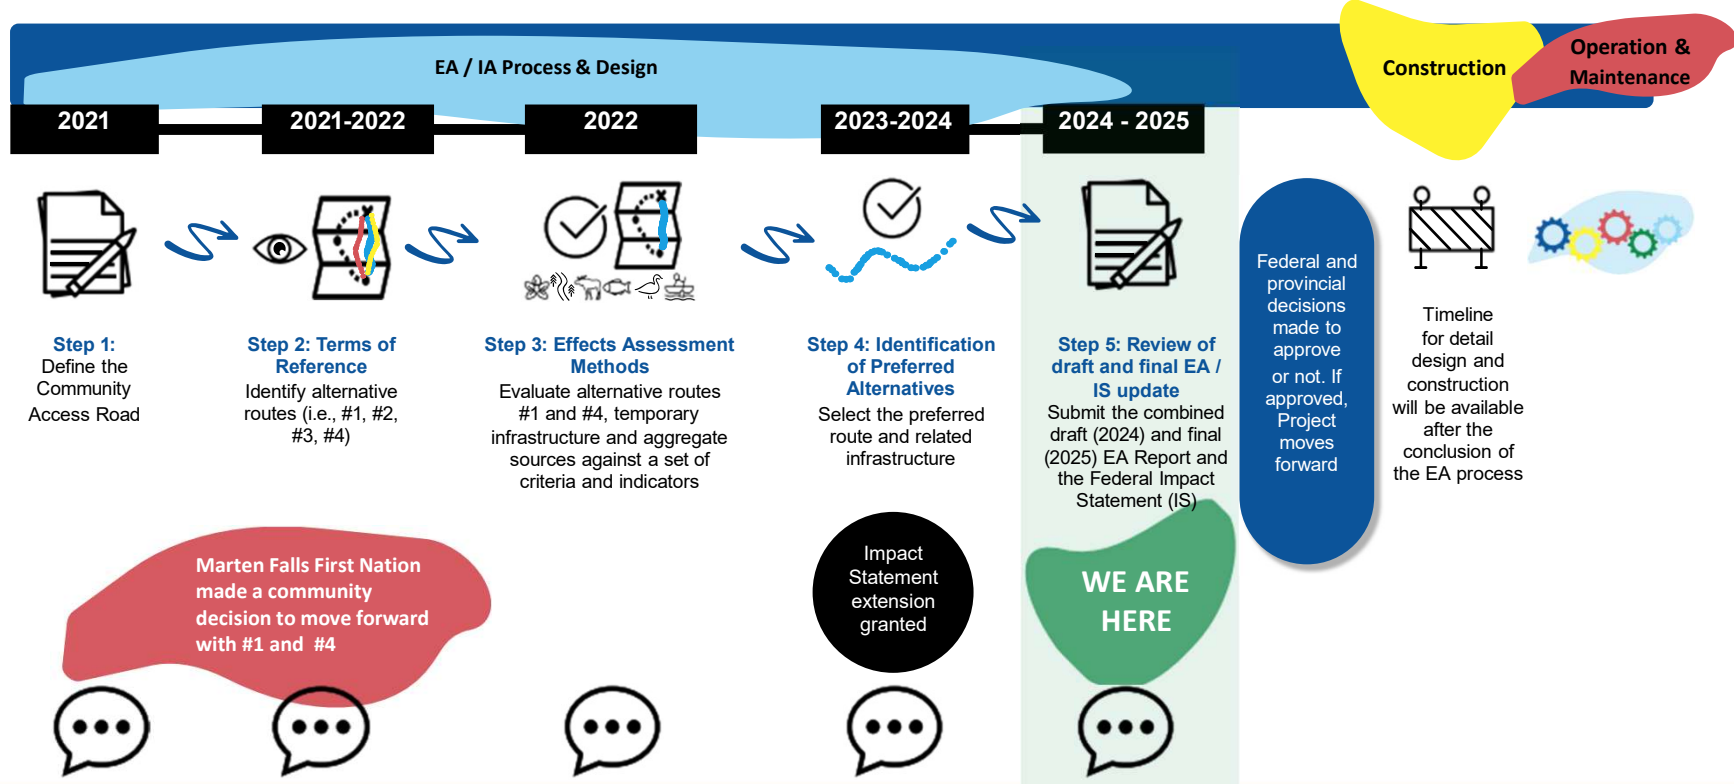 EA / IA Process & Design
Construction
Operation &
Maintenance
2021
2021-2022
2022
2023-2024
2024 - 2025
Step 1:
Define the
Community
Access Road
Step 2: Terms of
Reference
Identify alternative
routes (i.e., #1, #2,
#3, #4)
Step 3: Effects Assessment
Methods
Evaluate alternative routes
#1 and #4, temporary
infrastructure and aggregate
sources against a set of
criteria and indicators
Step 4: Identification
of Preferred
Alternatives
Select the preferred
route and related
infrastructure
Step 5: Review of
draft and final EA /
IS update
Submit the combined
draft (2024) and final
(2025) EA Report and
the Federal Impact
Statement (IS)
Federal and
provincial
decisions
made to
approve
or not. If
approved,
Project
moves
forward
Timeline
for detail
design and
construction
will be available
after the
conclusion of
the EA process
Marten Falls First Nation
made a community
decision to move forward
with #1 and #4
Impact
Statement
extension
granted
WE ARE
HERE